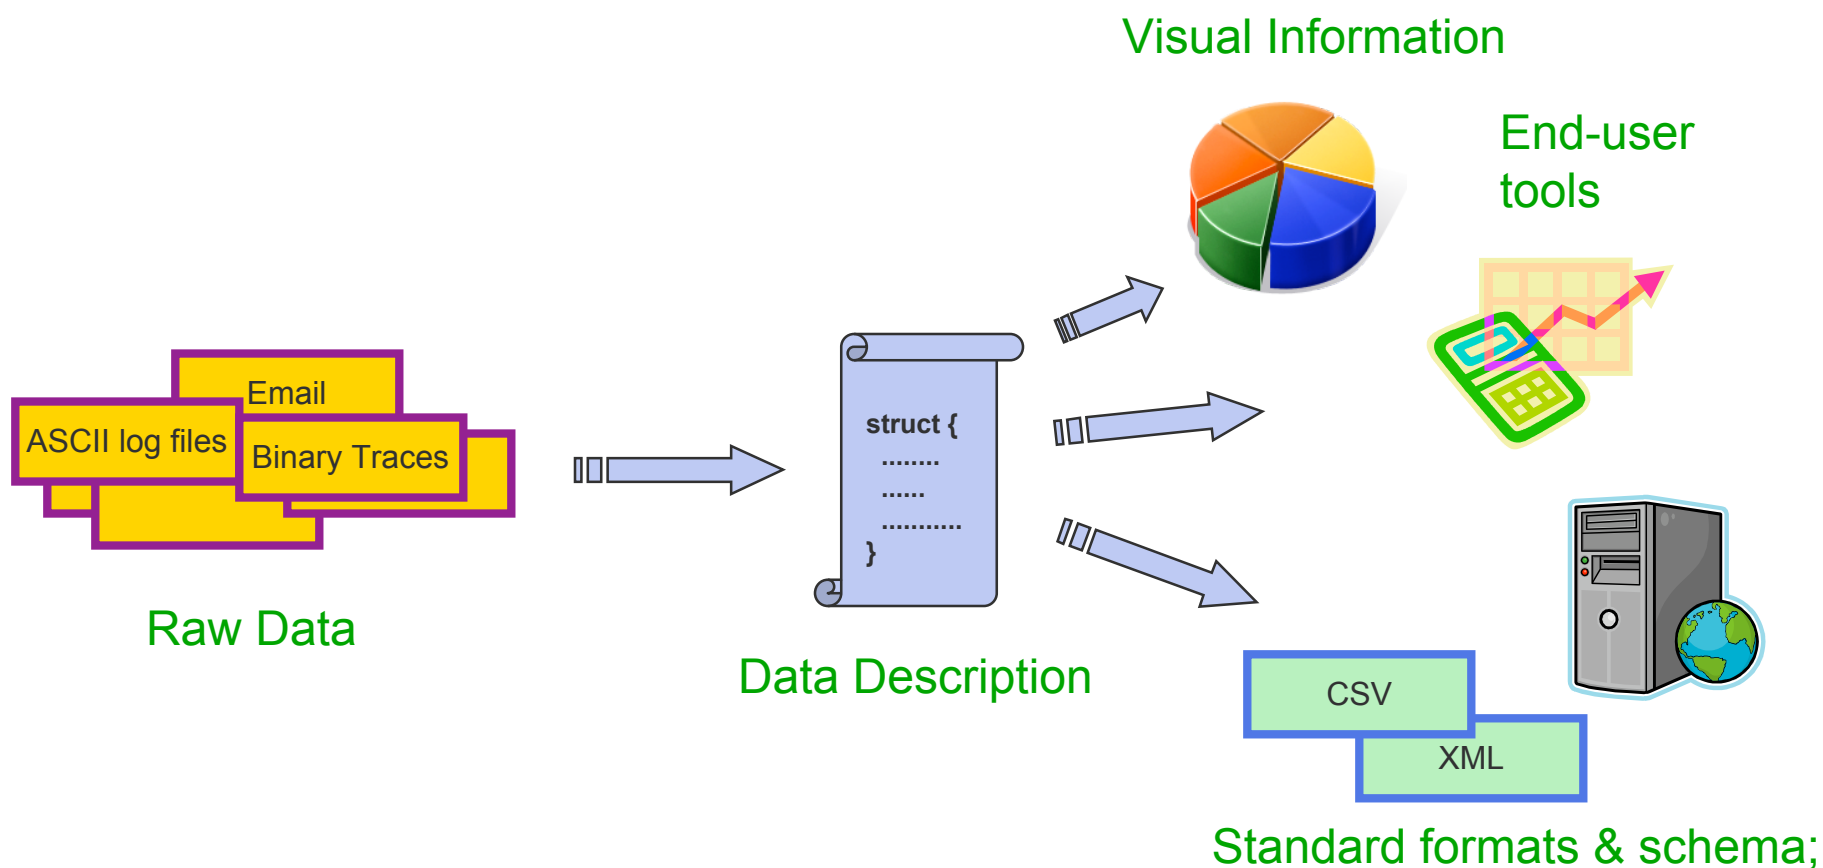 Visual Information
End-user
tools
Email
ASCII log files
Binary Traces
struct {
........
......
...........
}
Raw Data
Data Description
CSV
XML
Standard formats & schema;